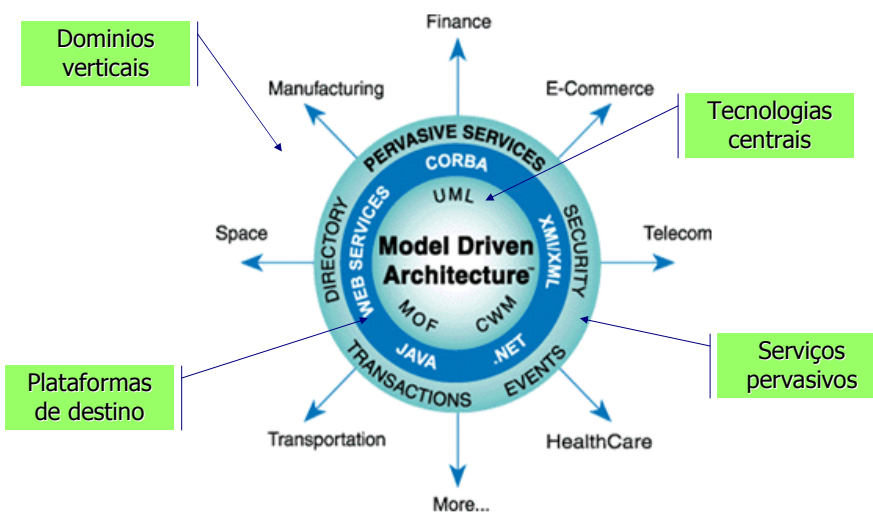 Finance
Dominios
verticais
Manufacturing
E-Commerce
Tecnologias
centrais
PERVASIVE SERVICES
CORBA
UML
DIRECTORY
WEB SERVICES
XMI/XML
SECURITY
Space
Model Driven
Architecture™
Telecom
MOF
CWM
JAVA
.NET
TRANSACTIONS
EVENTS
Serviços
pervasivos
Plataformas
de destino
Transportation
HealthCare
More...